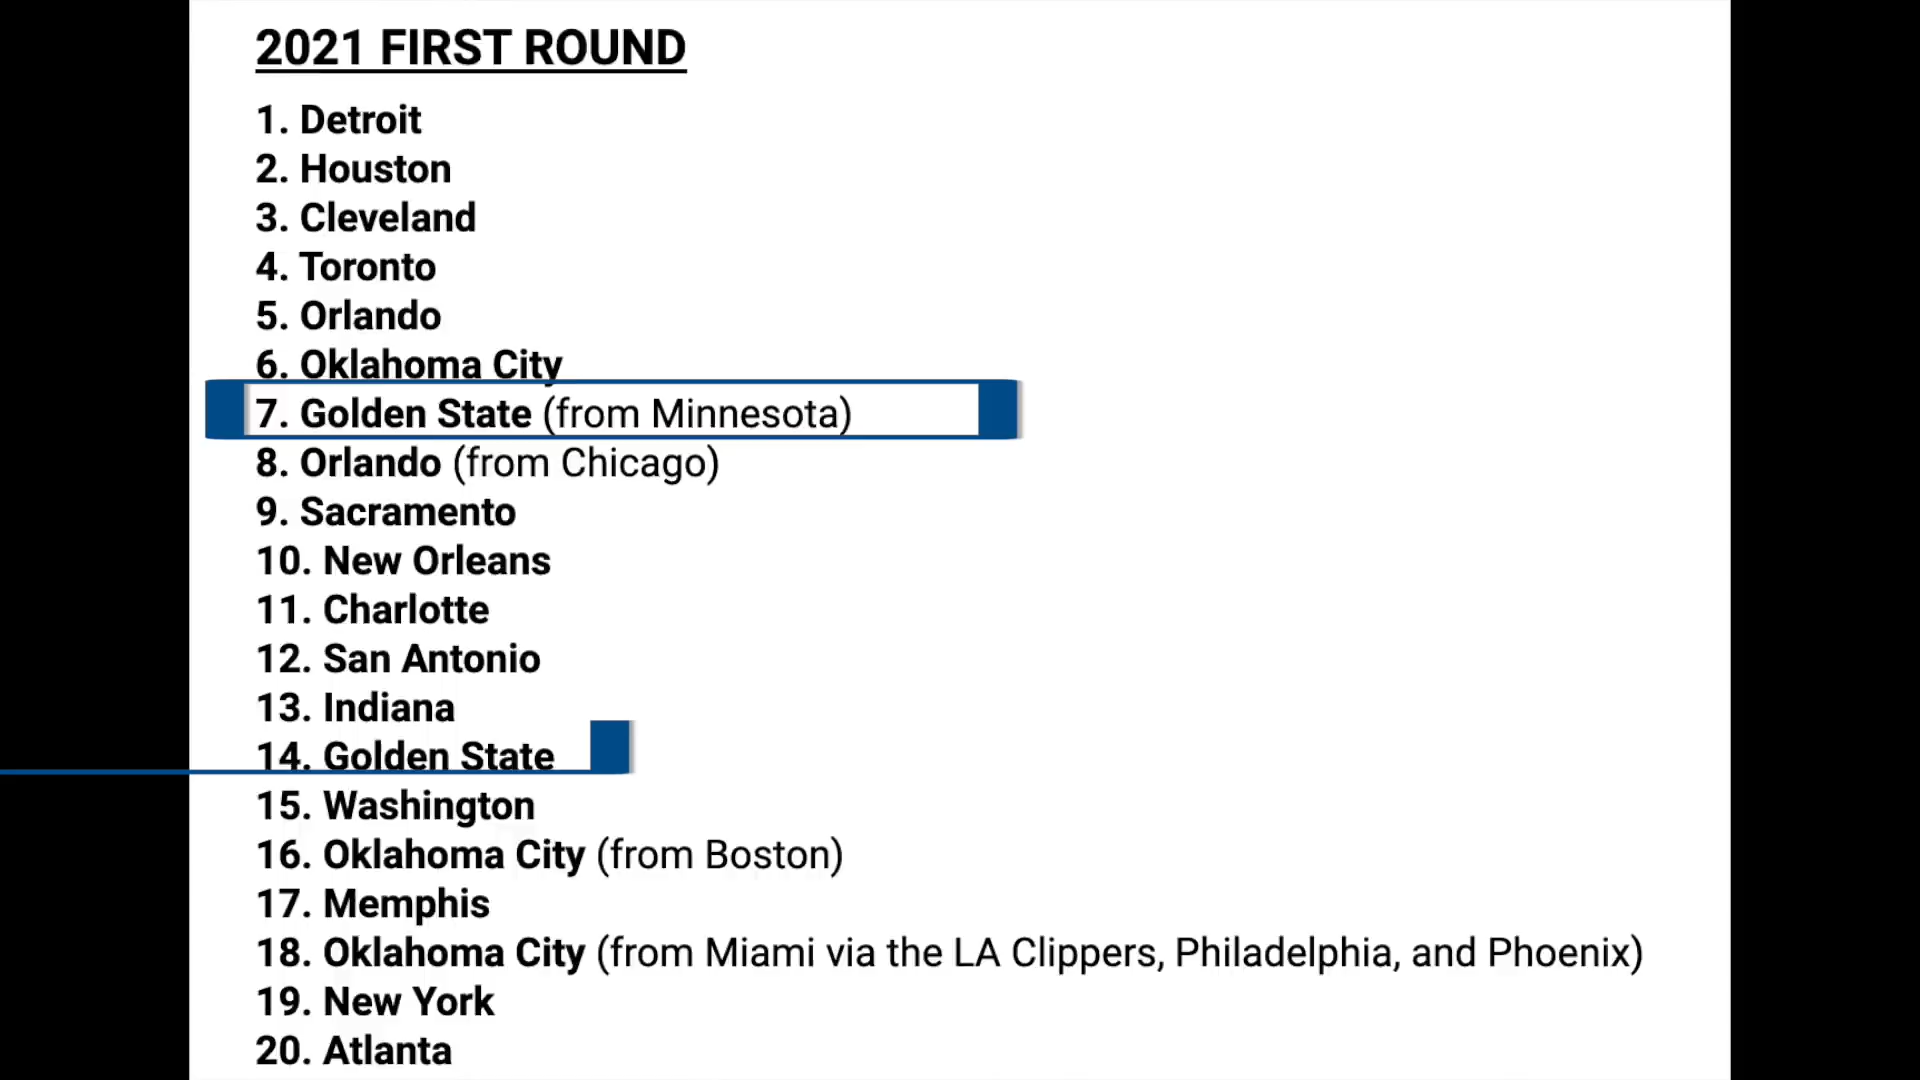 2021 FIRST ROUND
1. Detroit
2. Houston
3. Cleveland
4. Toronto
5. Orlando
6. Oklahoma City
7. Golden State (from Minnesota)
8. Orlando (from Chicago)
9. Sacramento
10. New Orleans
11. Charlotte
12. San Antonio
13. Indiana
14. Golden State
15. Washington
16. Oklahoma City (from Boston)
17. Memphis
18. Oklahoma City (from Miami via the LA Clippers, Philadelphia, and Phoenix)
19. New York
20. Atlanta